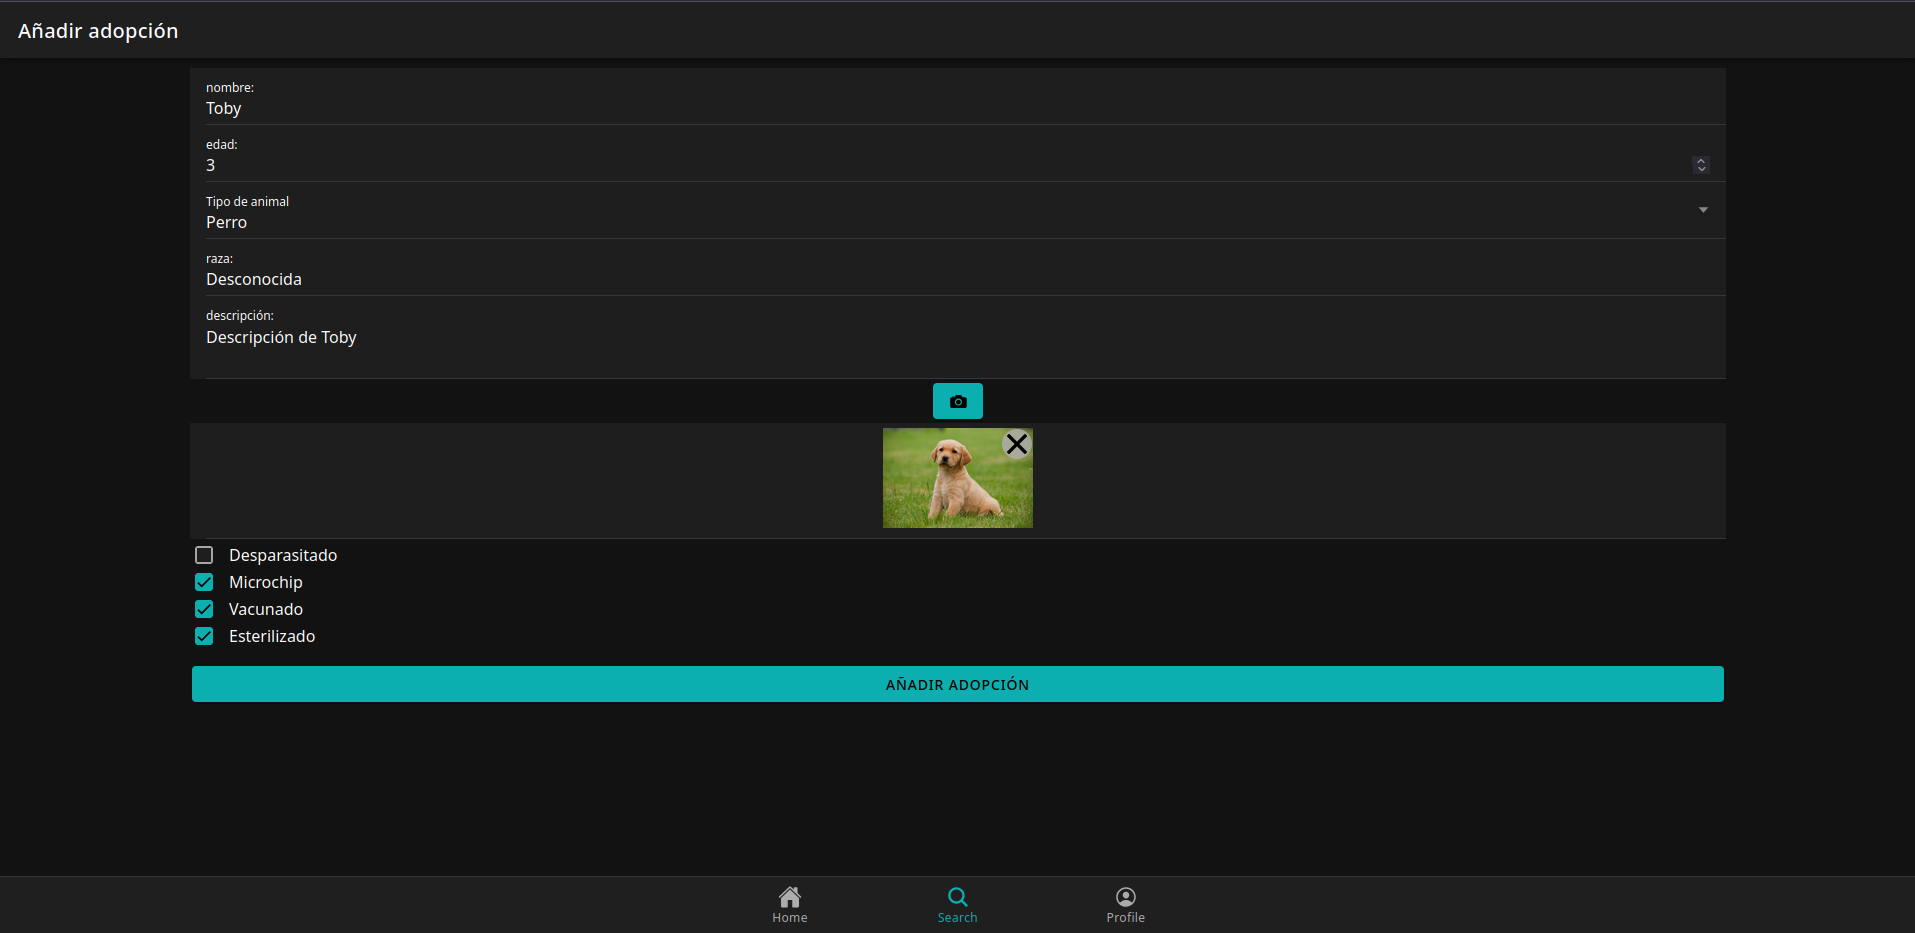 Añadir adopción
nombre:
Toby
edad:
3
Tipo de animal
Perro
raza:
Desconocida
descripción:
Descripción de Toby
Desparasitado
Microchip
Vacunado
Esterilizado
AÑADIR ADOPCIÓN
Home
Search
Profile